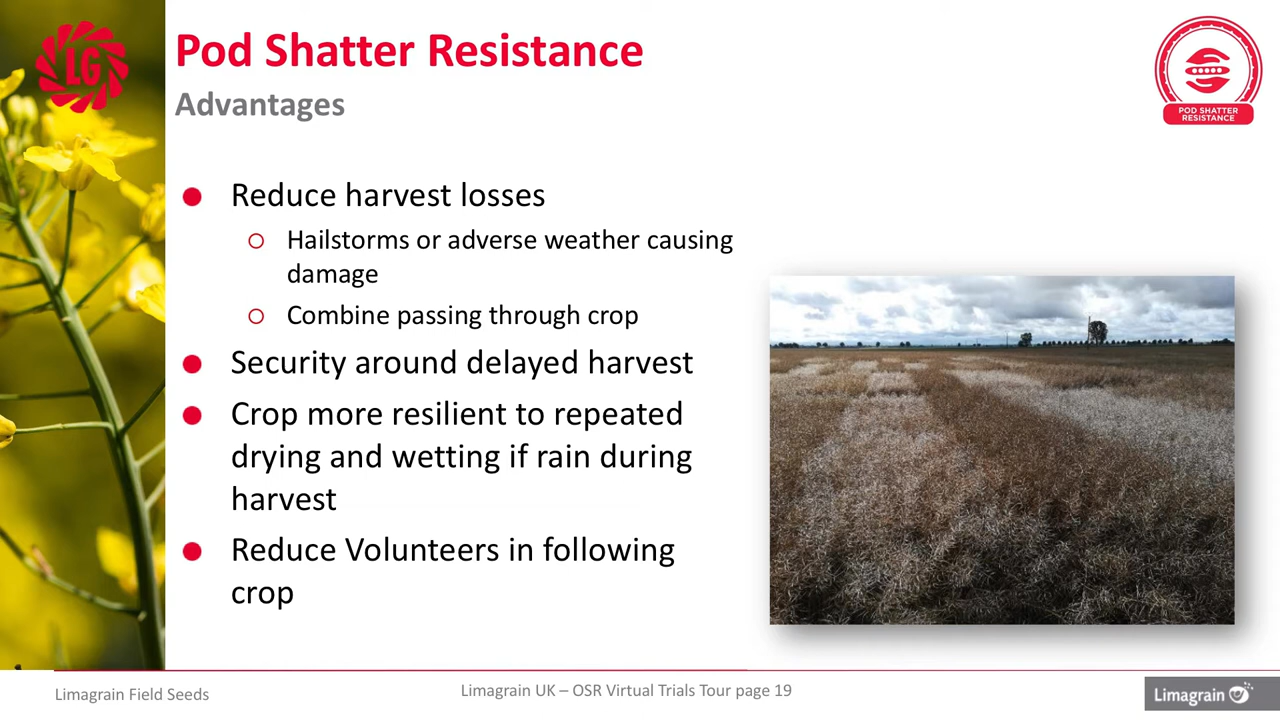 LG
Pod Shatter Resistance
Advantages
POD SHATTER
RESISTANCE
Reduce harvest losses
Hailstorms or adverse weather causing
damage
Combine passing through crop
Security around delayed harvest
Crop more resilient to repeated
drying and wetting if rain during
harvest
Reduce Volunteers in following
crop
Limagrain Field Seeds
Limagrain UK – OSR Virtual Trials Tour page 19
Limagrain